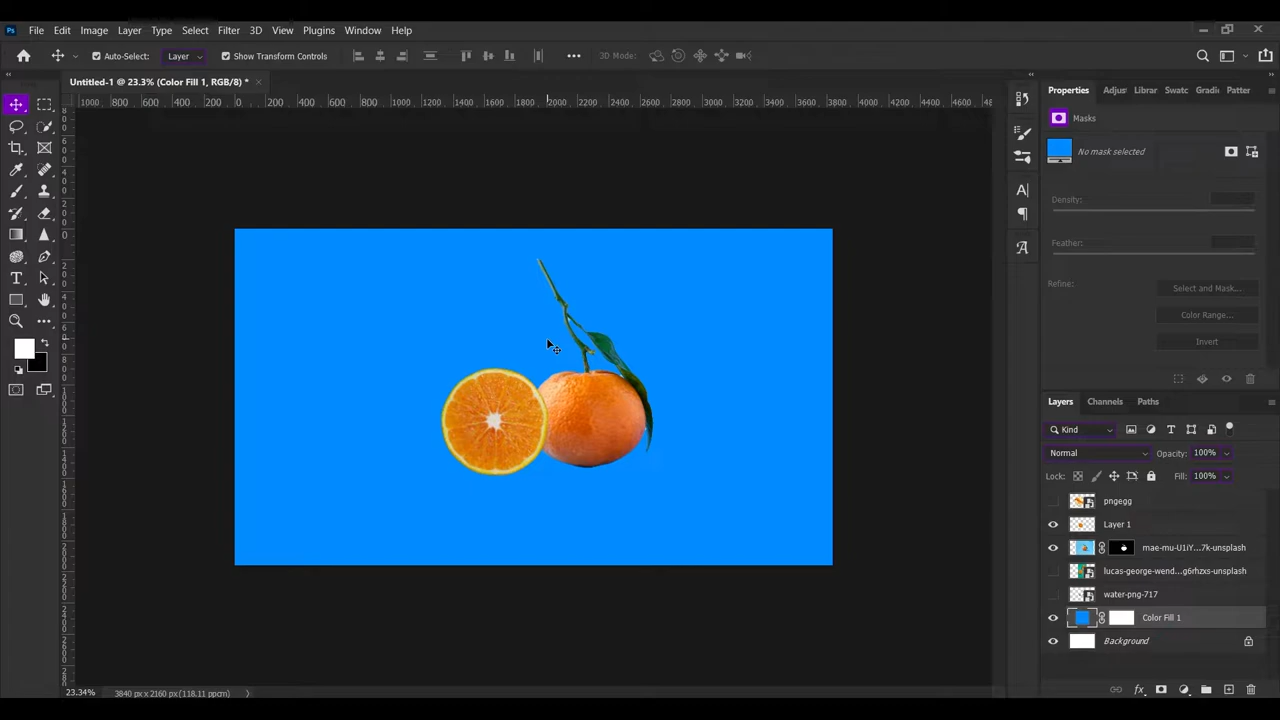 Ps File Edit Image Layer Type Select Filter 3D View Plugins Window Help
Auto-Select: Layer Show Transform Controls 3D Mode:
Untitled-1 @ 23.3% (Color Fill 1, RGB/8) *
1000 800 600 400 200 0 200 400 600 800 1000 1200 1400 1600 1800 2000 2200 2400 2600 2800 3000 3200 3400 3600 3800 4000 4200 4400 4600 48
Properties Adjus Librar Swatc Gradi Patter
Masks
No mask selected
Density:
Feather:
Refine: Select and Mask...
Color Range...
Invert
Layers Channels Paths
Kind
Normal Opacity: 100%
Lock: Fill: 100%
pngegg
Layer 1
mae-mu-U1iY...7k-unsplash
lucas-george-wend...g6rhzxs-unsplash
water-png-717
Color Fill 1
Background
fx
23.34% 3840 px x 2160 px (118.11 ppcm)